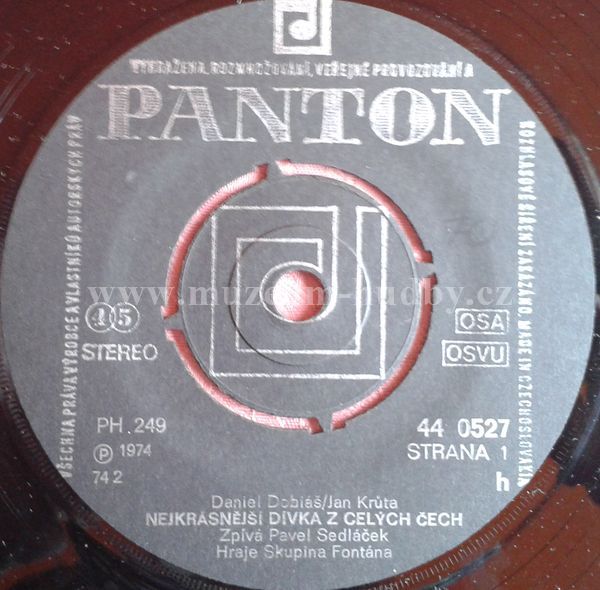 VYHRAŽENA, ROZMNOŽOVÁNÍ, VEŘEJNÉ PROVOZOVÁNÍ A
PANTON
VŠECHNA PRÁVA VÝROBCE A VLASTNÍKŮ AUTORSKÝCH PRÁV
ROZHLASOVÉ ŠÍŘENÍ ZAKÁZÁNO. MADE IN CZECHOSLOVAKIA
www.muzeum-hudby.cz
45
STEREO
OSA
OSVU
PH .249
℗ 1974
74 2
44 0527
STRANA 1
h
Daniel Dobiáš/Jan Krůta
NEJKRÁSNĚJŠÍ DÍVKA Z CELÝCH ČECH
Zpívá Pavel Sedláček
Hraje Skupina Fontána